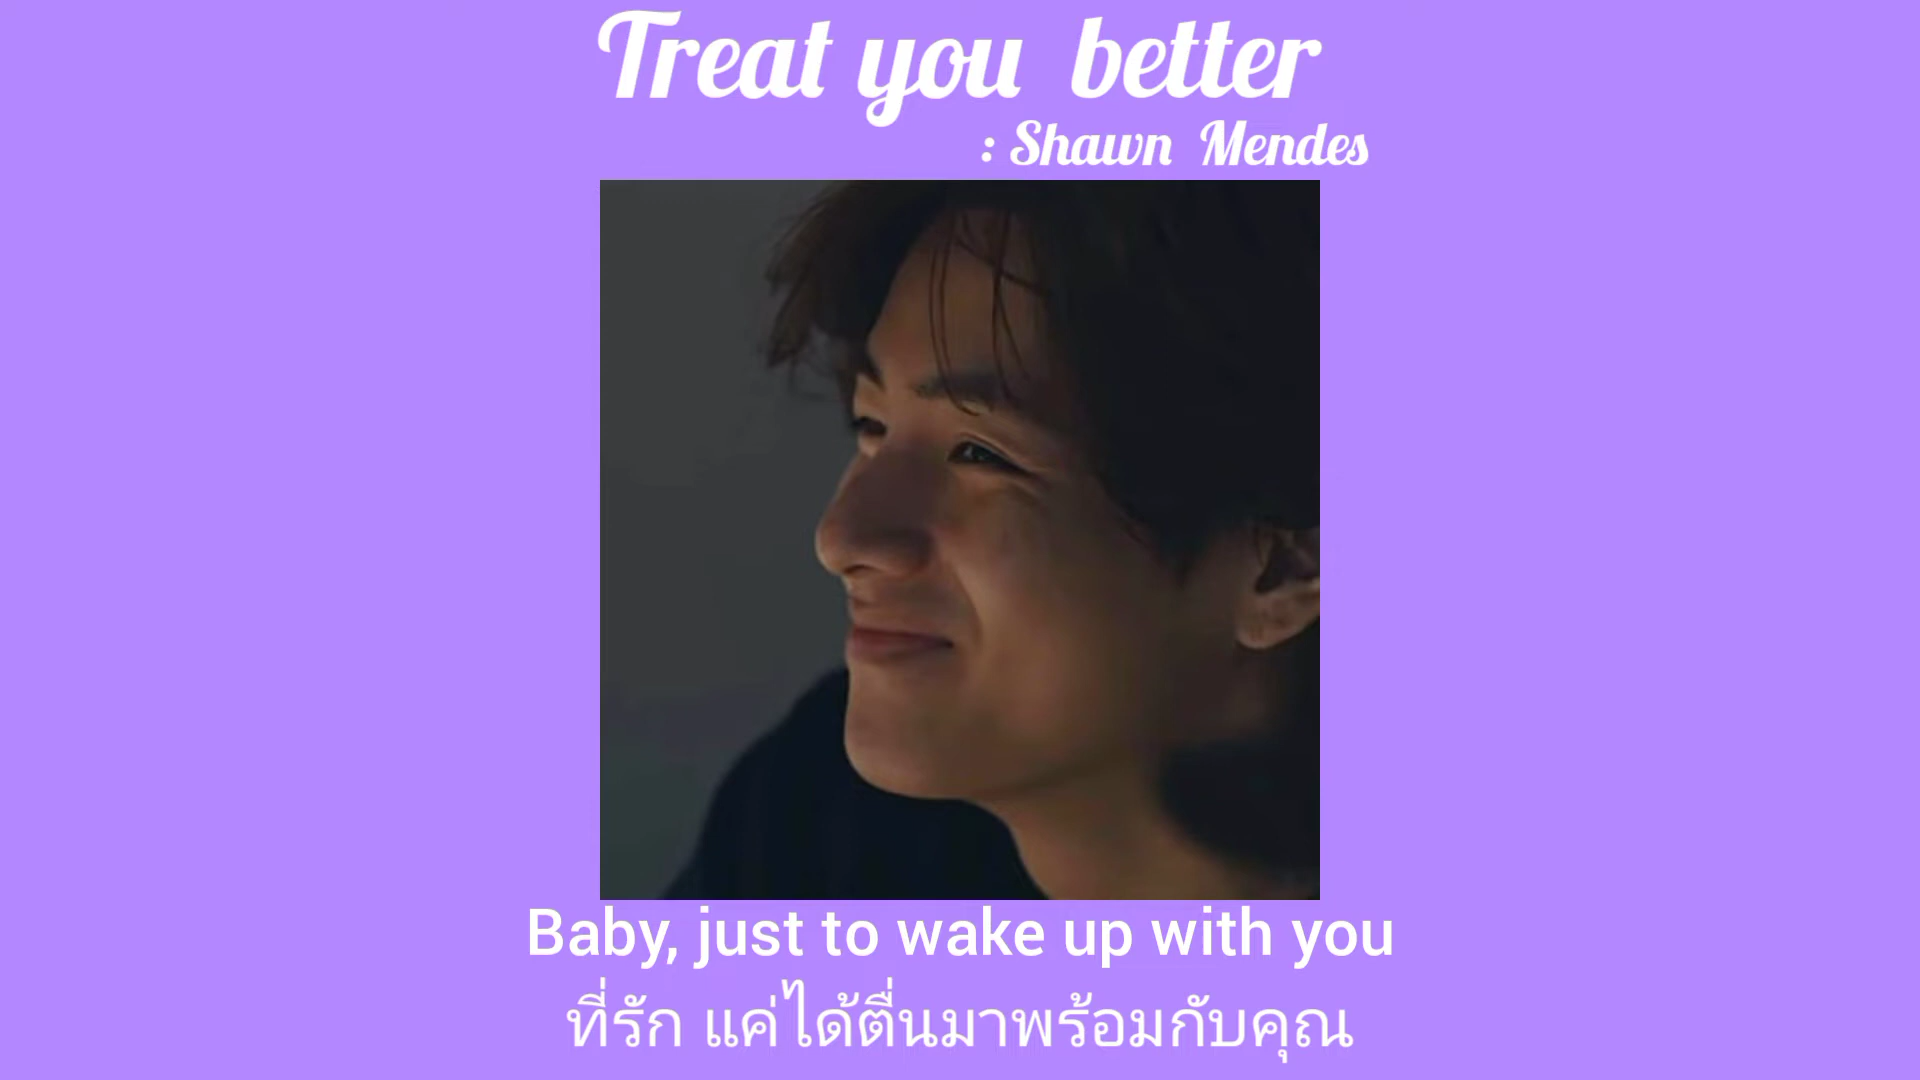 Treat you better
: Shawn Mendes
Baby, just to wake up with you
ที่รัก แค่ได้ตื่นมาพร้อมกับคุณ